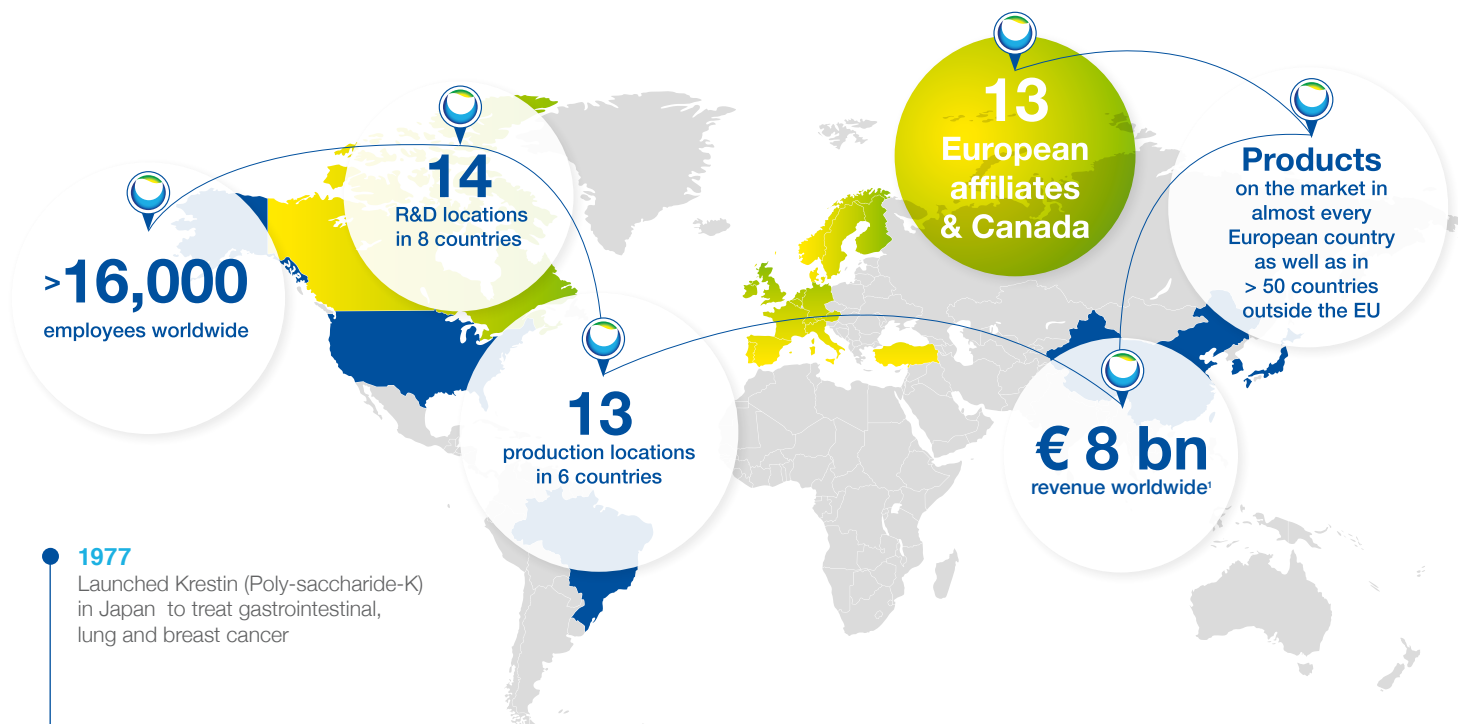 >16,000
employees worldwide
14
R&D locations
in 8 countries
13
production locations
in 6 countries
13
European
affiliates
& Canada
Products
on the market in
almost every
European country
as well as in
> 50 countries
outside the EU
€ 8 bn
revenue worldwide¹
1977
Launched Krestin (Poly-saccharide-K)
in Japan  to treat gastrointestinal,
lung and breast cancer